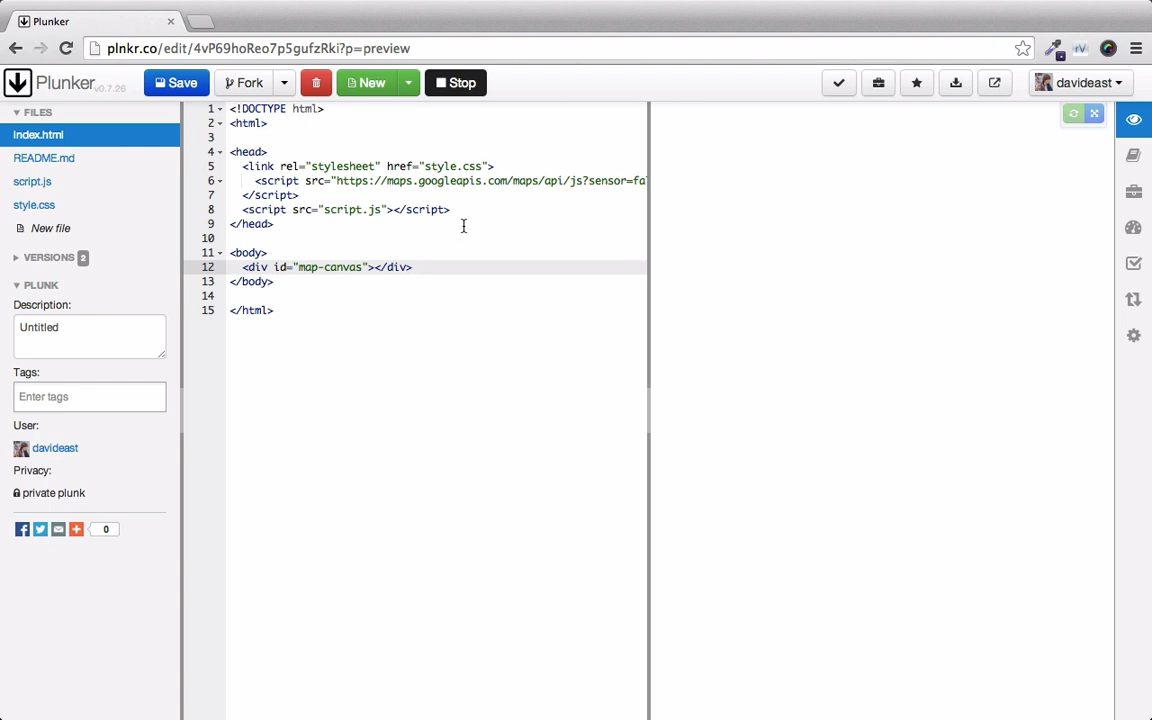 Plunker
plnkr.co/edit/4vP69hoReo7p5gufzRki?p=preview
Plunker v0.7.26
Save
Fork
New
Stop
davideast
FILES
index.html
README.md
script.js
style.css
New file
VERSIONS 2
PLUNK
Description:
Untitled
Tags:
Enter tags
User:
davideast
Privacy:
private plunk
0
1 <!DOCTYPE html>
2 <html>
3
4 <head>
5 <link rel="stylesheet" href="style.css">
6 <script src="https://maps.googleapis.com/maps/api/js?sensor=fa
7 </script>
8 <script src="script.js"></script>
9 </head>
10
11 <body>
12 <div id="map-canvas"></div>
13 </body>
14
15 </html>